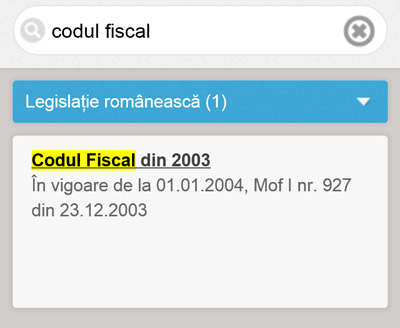 codul fiscal
Legislație românească (1)
Codul Fiscal din 2003
În vigoare de la 01.01.2004, Mof I nr. 927
din 23.12.2003